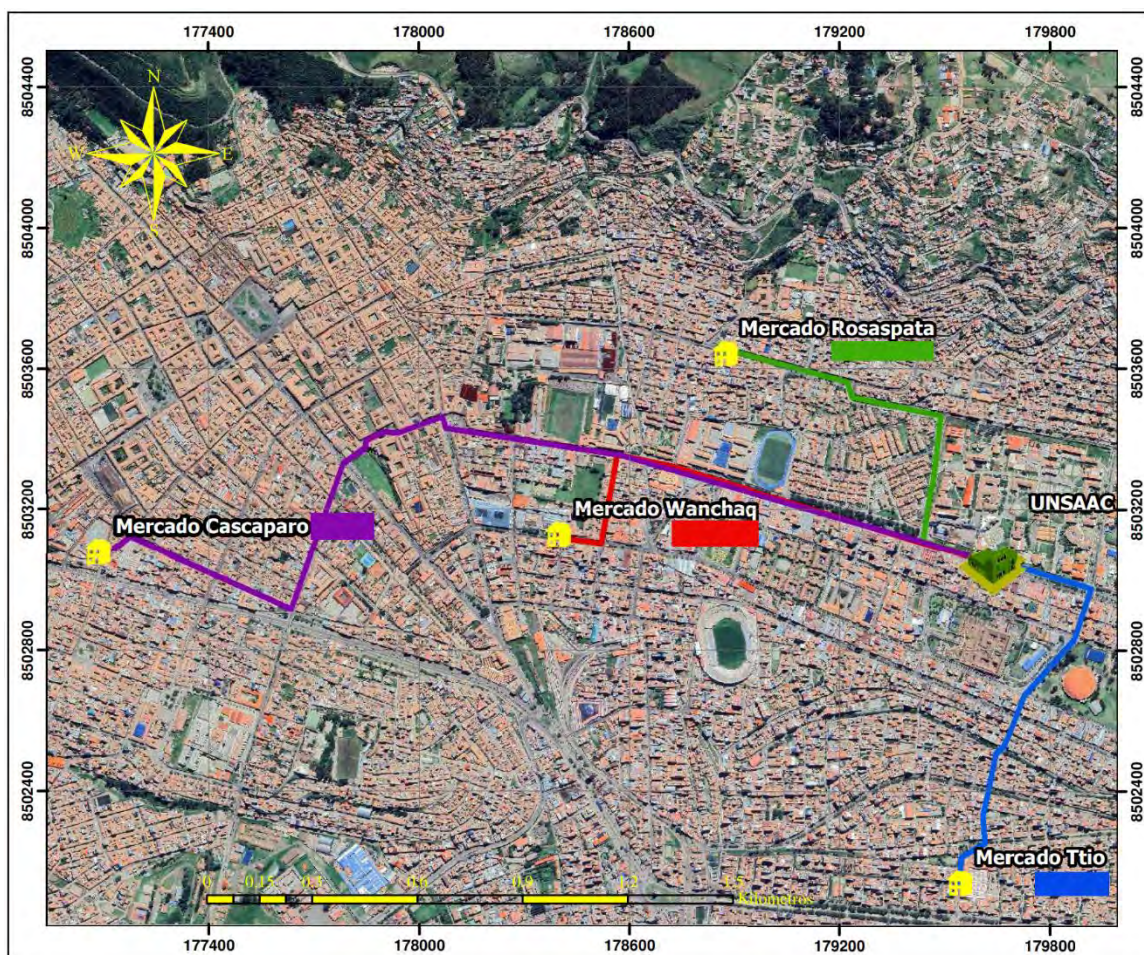 177400 178000 178600 179200 179800
8504400 8504400
N
W E
S
8504000 8504000
Mercado Rosaspata
8503600 8503600
8503200 UNSAAC 8503200
Mercado Cascaparo Mercado Wanchaq
8502800 8502800
8502400 8502400
Mercado Ttio
0 0.15 0.3 0.6 0.9 1.2 1.5
Kilómetros
177400 178000 178600 179200 179800